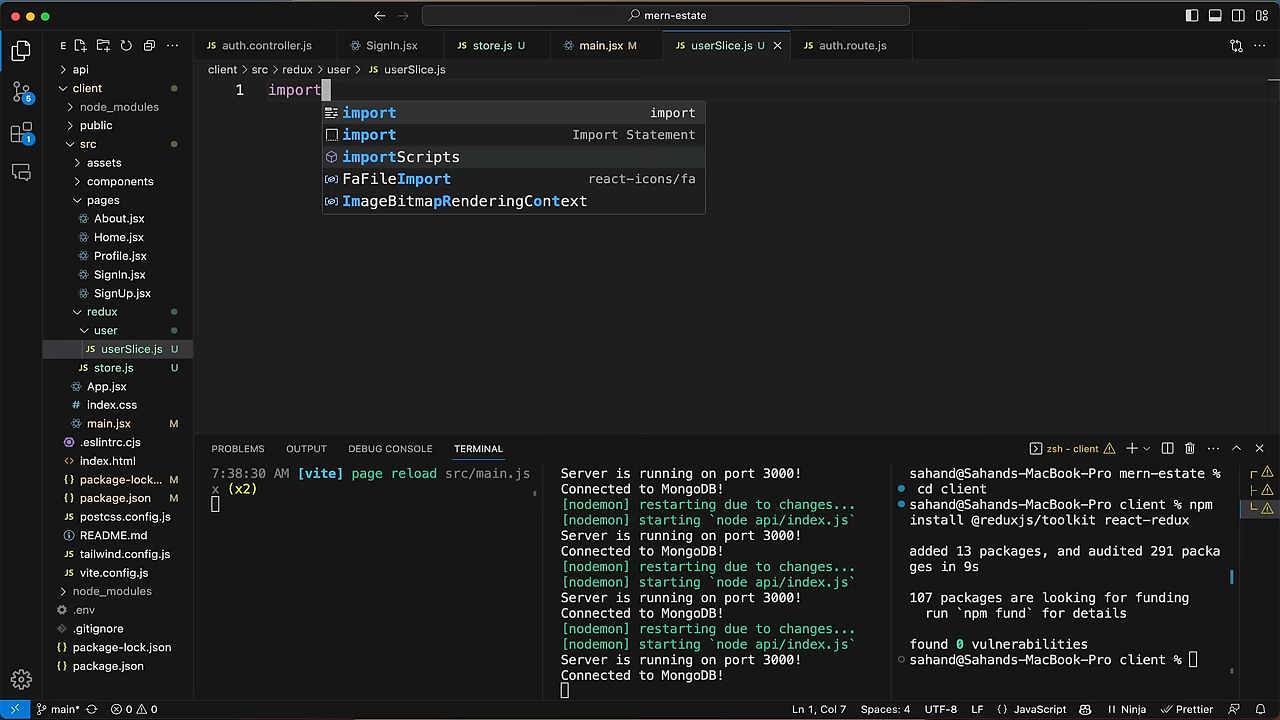 mern-estate
E
auth.controller.js
SignIn.jsx
store.js U
main.jsx M
userSlice.js U
auth.route.js
client > src > redux > user > JS userSlice.js
1 import
import import
import Import Statement
importScripts
FaFileImport react-icons/fa
ImageBitmapRenderingContext
api
client
node_modules
public
src
assets
components
pages
About.jsx
Home.jsx
Profile.jsx
SignIn.jsx
SignUp.jsx
redux
user
JS userSlice.js U
JS store.js U
App.jsx
# index.css
main.jsx M
.eslintrc.cjs
<> index.html
{} package-lock... M
{} package.json M
JS postcss.config.js
README.md
JS tailwind.config.js
JS vite.config.js
node_modules
.env
.gitignore
{} package-lock.json
{} package.json
5
1
PROBLEMS OUTPUT DEBUG CONSOLE TERMINAL
zsh - client
7:38:30 AM [vite] page reload src/main.js
x (x2)
Server is running on port 3000!
Connected to MongoDB!
[nodemon] restarting due to changes...
[nodemon] starting `node api/index.js`
Server is running on port 3000!
Connected to MongoDB!
[nodemon] restarting due to changes...
[nodemon] starting `node api/index.js`
Server is running on port 3000!
Connected to MongoDB!
[nodemon] restarting due to changes...
[nodemon] starting `node api/index.js`
Server is running on port 3000!
Connected to MongoDB!
sahand@Sahands-MacBook-Pro mern-estate %
cd client
sahand@Sahands-MacBook-Pro client % npm
install @reduxjs/toolkit react-redux
added 13 packages, and audited 291 packa
ges in 9s
107 packages are looking for funding
run `npm fund` for details
found 0 vulnerabilities
sahand@Sahands-MacBook-Pro client %
main* 0 0
Ln 1, Col 7 Spaces: 4 UTF-8 LF {} JavaScript Ninja Prettier